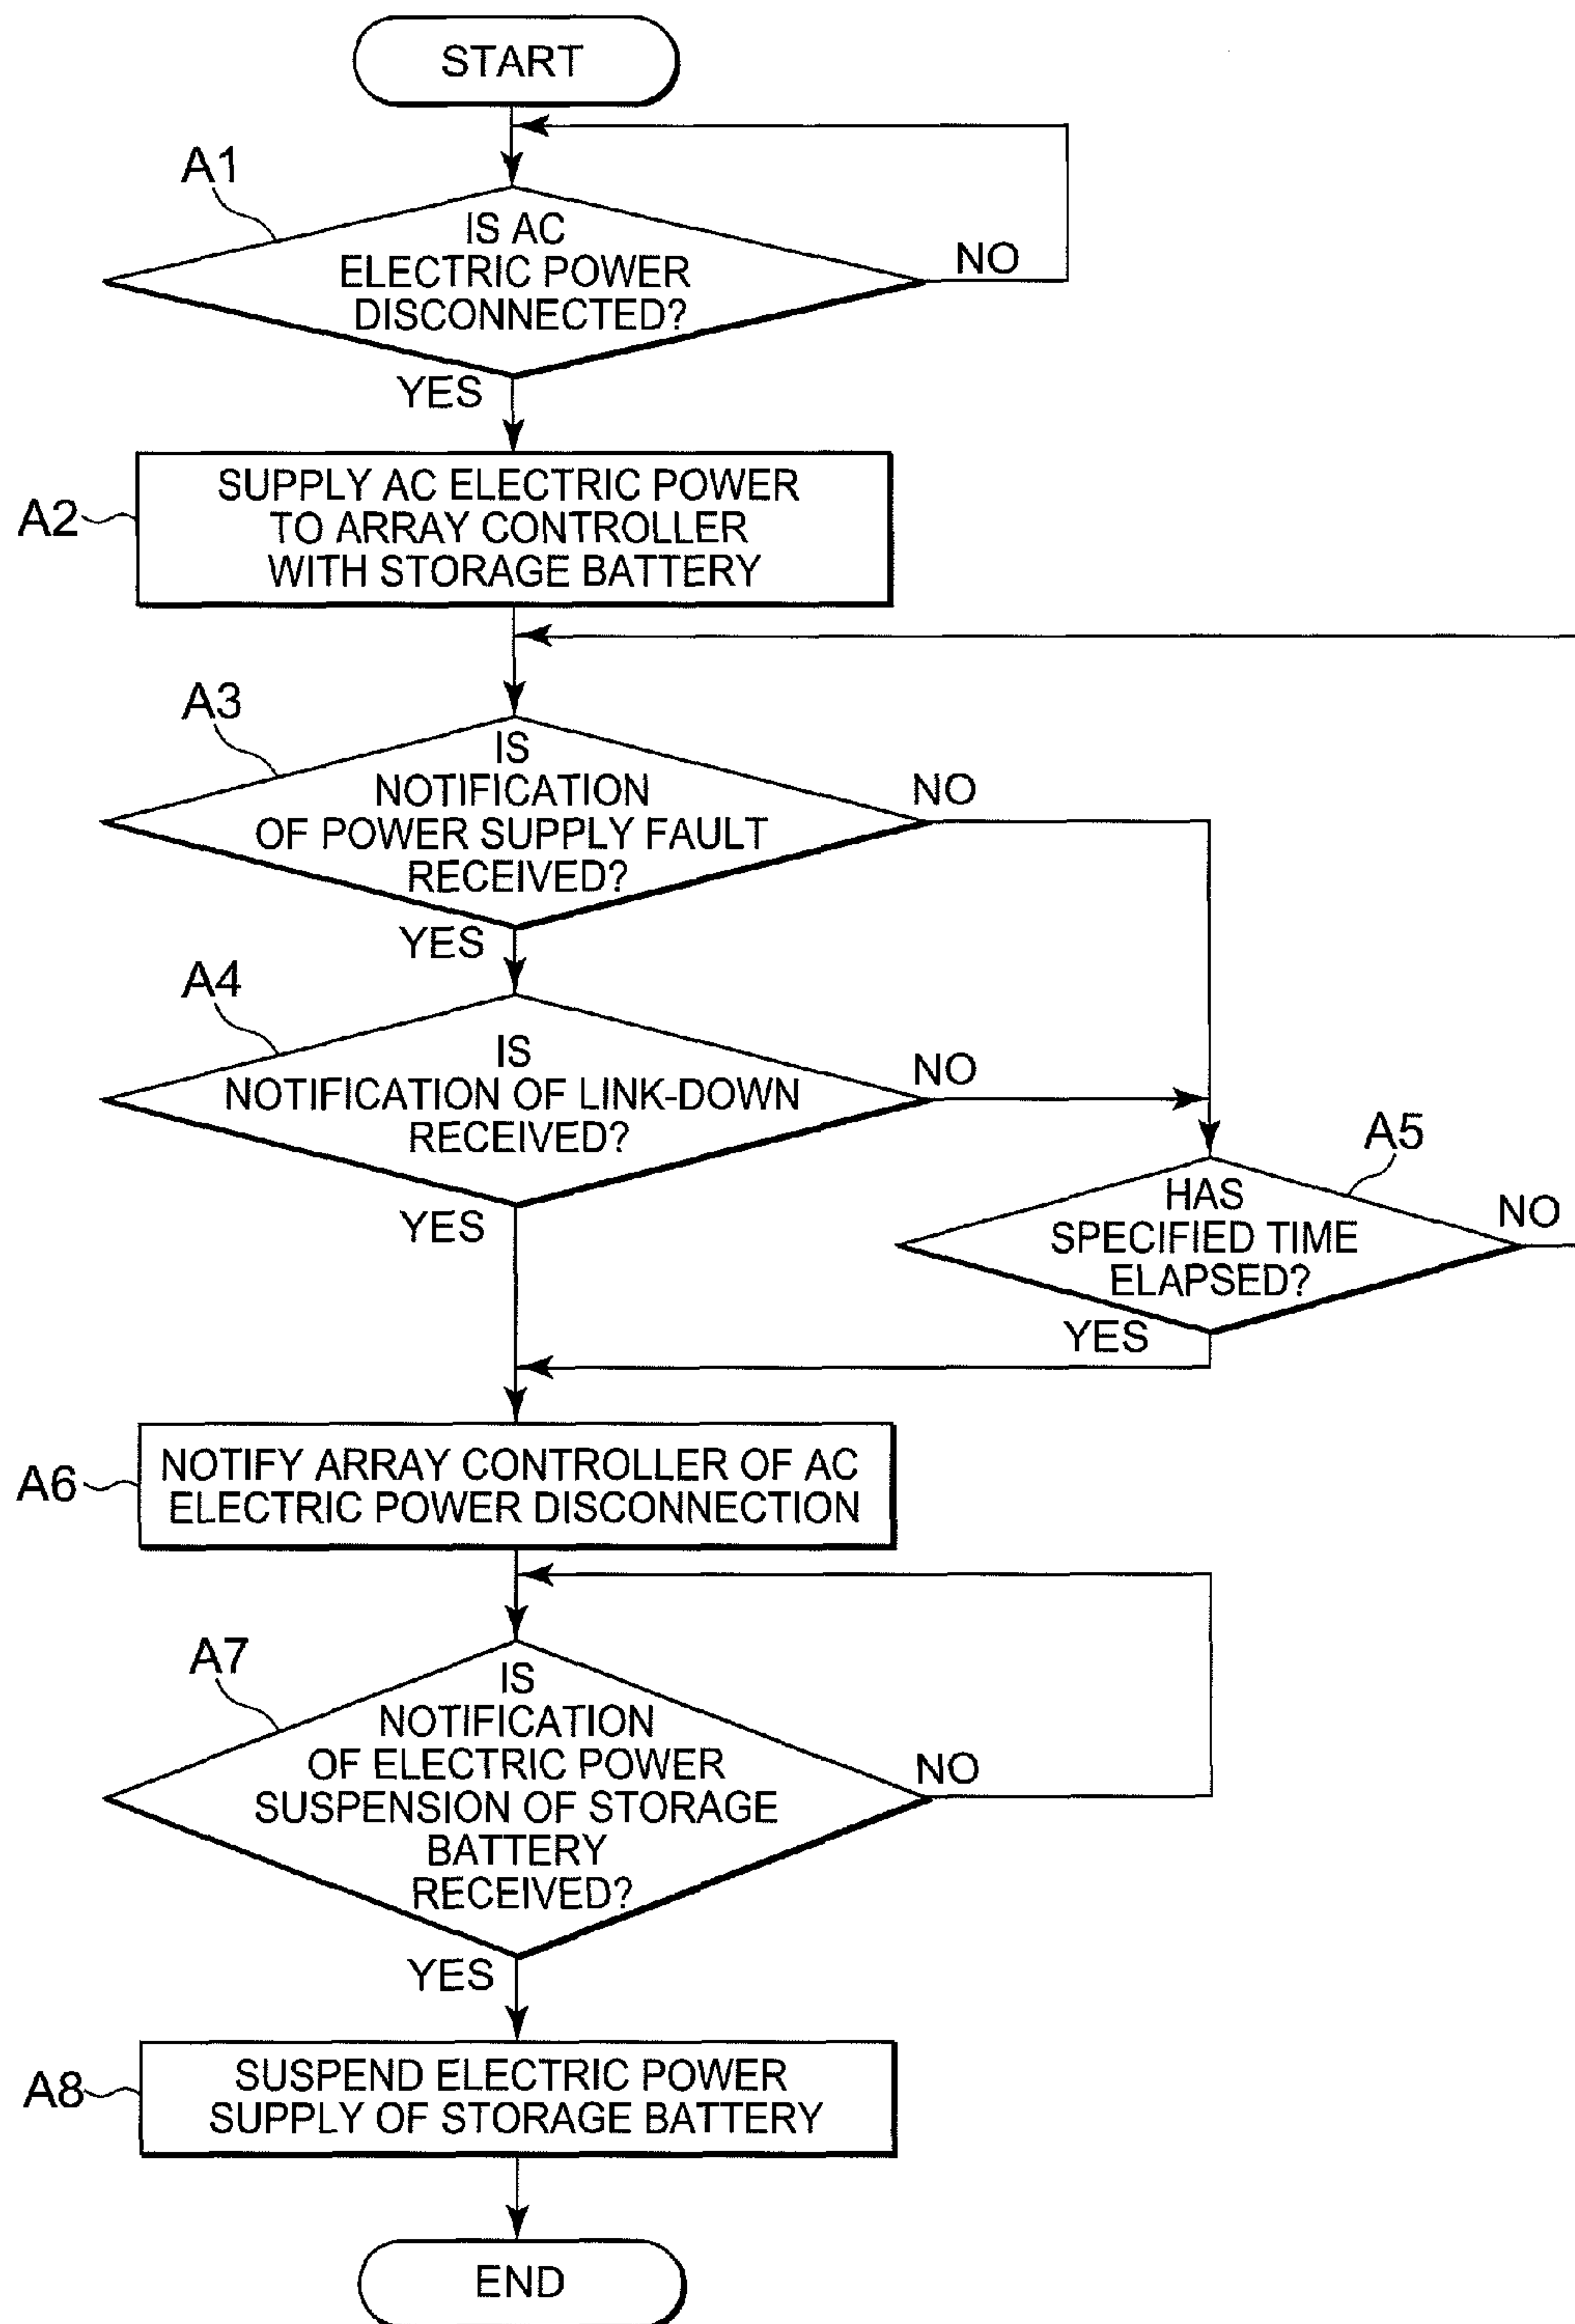 START
A1
IS AC
ELECTRIC POWER
DISCONNECTED?
NO
YES
A2
SUPPLY AC ELECTRIC POWER
TO ARRAY CONTROLLER
WITH STORAGE BATTERY
A3
IS
NOTIFICATION
OF POWER SUPPLY FAULT
RECEIVED?
NO
YES
A4
IS
NOTIFICATION OF LINK-DOWN
RECEIVED?
NO
YES
A5
HAS
SPECIFIED TIME
ELAPSED?
NO
YES
A6
NOTIFY ARRAY CONTROLLER OF AC
ELECTRIC POWER DISCONNECTION
A7
IS
NOTIFICATION
OF ELECTRIC POWER
SUSPENSION OF STORAGE
BATTERY
RECEIVED?
NO
YES
A8
SUSPEND ELECTRIC POWER
SUPPLY OF STORAGE BATTERY
END